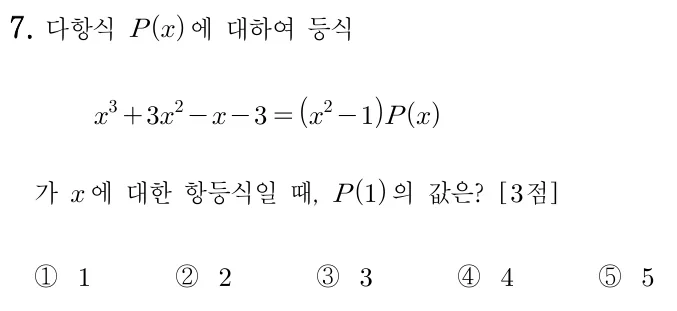 7. 다항식 P(x)에 대하여 등식
x³+3x²−x−3=(x²−1)P(x)
가 x에 대한 항등식일 때, P(1)의 값은? [3점]
① 1 ② 2 ③ 3 ④ 4 ⑤ 5